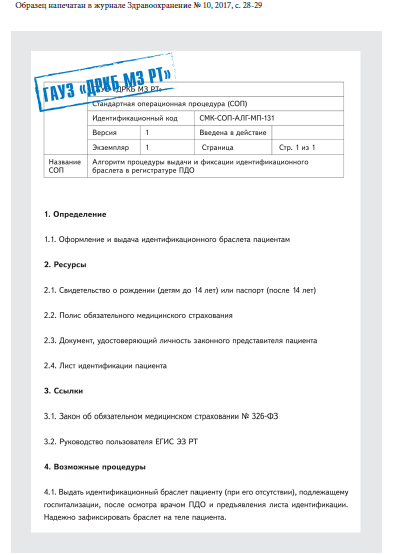 Образец напечатан в журнале Здравоохранение № 10, 2017, с. 28-29
ГАУЗ «ДРКБ МЗ РТ»
ГАУЗ «ДРКБ МЗ РТ»
Стандартная операционная процедура (СОП)
Идентификационный код СМК-СОП-АЛГ-МП-131
Версия 1 Введена в действие
Экземпляр 1 Страница Стр. 1 из 1
Название СОП Алгоритм процедуры выдачи и фиксации идентификационного
браслета в регистратуре ПДО
1. Определение
1.1. Оформление и выдача идентификационного браслета пациентам
2. Ресурсы
2.1. Свидетельство о рождении (детям до 14 лет) или паспорт (после 14 лет)
2.2. Полис обязательного медицинского страхования
2.3. Документ, удостоверяющий личность законного представителя пациента
2.4. Лист идентификации пациента
3. Ссылки
3.1. Закон об обязательном медицинском страховании № 326-ФЗ
3.2. Руководство пользователя ЕГИС ЭЗ РТ
4. Возможные процедуры
4.1. Выдать идентификационный браслет пациенту (при его отсутствии), подлежащему
госпитализации, после осмотра врачом ПДО и предъявления листа идентификации.
Надежно зафиксировать браслет на теле пациента.